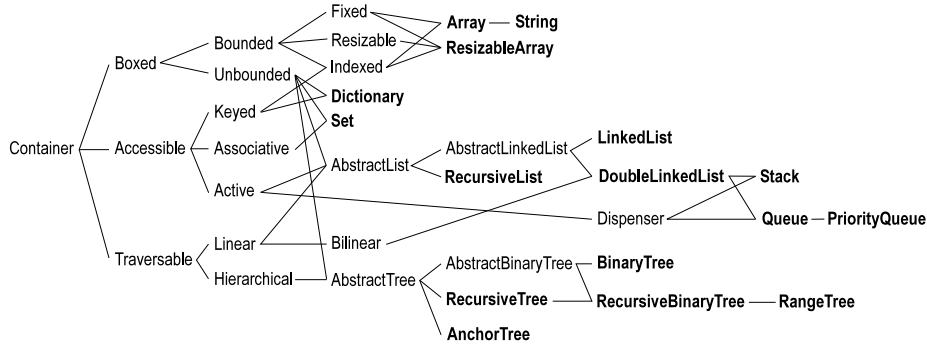 Fixed
Array String
Bounded Resizable ResizableArray
Boxed Indexed
Unbounded
Dictionary
Keyed
Set
LinkedList
Container Accessible Associative AbstractLinkedList
AbstractList
RecursiveList DoubleLinkedList Stack
Active
Dispenser Queue PriorityQueue
Linear Bilinear
Traversable
AbstractBinaryTree BinaryTree
Hierarchical AbstractTree
RecursiveTree RecursiveBinaryTree RangeTree
AnchorTree